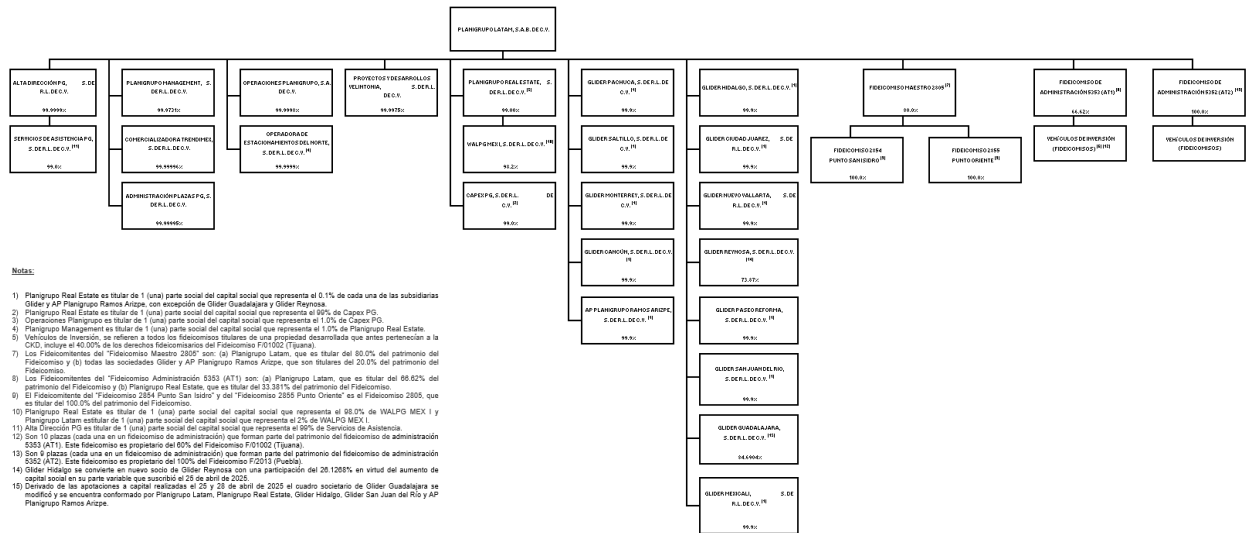 PLANIGRUPO LATAM, S.A.B. DE C.V.
ALTA DIRECCIÓN PG, S. DE
R.L. DE C.V.
99.9999%
SERVICIOS DE ASISTENCIA PG,
S. DE R.L. DE C.V. [11]
99.0%
PLANIGRUPO MANAGEMENT, S.
DE R.L. DE C.V.
99.9731%
COMERCIALIZADORA TRENDIMEX,
S. DE R.L. DE C.V.
99.99996%
ADMINISTRACIÓN PLAZAS PG, S.
DE R.L. DE C.V.
99.99995%
OPERACIONES PLANIGRUPO, S.A.
DE C.V.
OPERADORA DE
ESTACIONAMIENTOS DEL NORTE,
S. DE R.L. DE C.V.
99.9999%
PROYECTOS Y DESARROLLOS
VELINTONIA, S. DE R.L.
DE C.V.
99.9975%
PLANIGRUPO REAL ESTATE, S.
DE R.L. DE C.V.
99.00%
WALPG MEX I, S. DE R.L. DE C.V. [10]
CAPEX PG, S. DE R.L. DE
C.V.
99.0%
GLIDER PACHUCA, S. DE R.L. DE
C.V. [1]
99.9%
GLIDER SALTILLO, S. DE R.L. DE
C.V. [1]
99.9%
GLIDER MONTERREY, S. DE R.L. DE
C.V. [1]
99.9%
GLIDER CANCÚN, S. DE R.L. DE C.V.
[1]
99.9%
AP PLANIGRUPO RAMOS ARIZPE,
S. DE R.L. DE C.V. [1]
99.9%
GLIDER HIDALGO, S. DE R.L. DE C.V. [1]
99.9%
GLIDER CIUDAD JUAREZ, S. DE
R.L. DE C.V. [1]
99.9%
GLIDER NUEVO VALLARTA, S. DE
R.L. DE C.V. [1]
99.9%
GLIDER REYNOSA, S. DE R.L. DE C.V.
[14]
73.87%
GLIDER PASEO REFORMA,
S. DE R.L. DE C.V. [1]
99.9%
GLIDER SAN JUAN DEL RIO,
S. DE R.L. DE C.V. [1]
99.9%
GLIDER GUADALAJARA,
S. DE R.L. DE C.V. [15]
GLIDER MEXICALI, S. DE
R.L. DE C.V. [1]
99.9%
FIDEICOMISO MAESTRO 2805 [7]
80.0%
FIDEICOMISO 2854
PUNTO SAN ISIDRO [9]
100.0%
FIDEICOMISO 2855
PUNTO ORIENTE [9]
100.0%
FIDEICOMISO DE
ADMINISTRACIÓN 5353 (AT1) [8]
66.62%
VEHÍCULOS DE INVERSIÓN
(FIDEICOMISOS) [5] [12]
FIDEICOMISO DE
ADMINISTRACIÓN 5352 (AT2) [13]
100.0%
VEHÍCULOS DE INVERSIÓN
(FIDEICOMISOS)
Notas:
1) Planigrupo Real Estate es titular de 1 (una) parte social del capital social que representa el 0.1% de cada una de las subsidiarias
Glider y AP Planigrupo Ramos Arizpe, con excepción de Glider Guadalajara y Glider Reynosa.
2) Planigrupo Real Estate es titular de 1 (una) parte social del capital social que representa el 99% de Capex PG.
3) Operaciones Planigrupo es titular de 1 (una) parte social del capital social que representa el 1.0% de Capex PG.
4) Planigrupo Management es titular de 1 (una) parte social del capital social que representa el 1.0% de Planigrupo Real Estate.
5) Vehículos de Inversión, se refieren a todos los fideicomisos titulares de una propiedad desarrollada que antes pertenecían a la
CKD, incluye el 40.00% de los derechos fideicomisarios del Fideicomiso F/01002 (Tijuana).
7) Los Fideicomitentes del "Fideicomiso Maestro 2805" son: (a) Planigrupo Latam, que es titular del 80.0% del patrimonio del
Fideicomiso y (b) todas las sociedades Glider y AP Planigrupo Ramos Arizpe, que son titulares del 20.0% del patrimonio del
Fideicomiso.
8) Los Fideicomitentes del "Fideicomiso Administración 5353 (AT1) son: (a) Planigrupo Latam, que es titular del 66.62% del
patrimonio del Fideicomiso y (b) Planigrupo Real Estate, que es titular del 33.381% del patrimonio del Fideicomiso.
9) El Fideicomitente del "Fideicomiso 2854 Punto San Isidro" y del "Fideicomiso 2855 Punto Oriente" es el Fideicomiso 2805, que
es titular del 100.0% del patrimonio del Fideicomiso.
10) Planigrupo Real Estate es titular de 1 (una) parte social del capital social que representa el 98.0% de WALPG MEX I y
Planigrupo Latam estitular de 1 (una) parte social del capital social que representa el 2% de WALPG MEX I.
11) Alta Dirección PG es titular de 1 (una) parte social del capital social que representa el 99% de Servicios de Asistencia.
12) Son 10 plazas (cada una en un fideicomiso de administración) que forman parte del patrimonio del fideicomiso de administración
5353 (AT1). Este fideicomiso es propietario del 60% del Fideicomiso F/01002 (Tijuana).
13) Son 9 plazas (cada una en un fideicomiso de administración) que forman parte del patrimonio del fideicomiso de administración
5352 (AT2). Este fideicomiso es propietario del 100% del Fideicomiso F/2013 (Puebla).
14) Glider Hidalgo se convierte en nuevo socio de Glider Reynosa con una participación del 26.1268% en virtud del aumento de
capital social en su parte variable que suscribió el 25 de abril de 2025.
15) Derivado de las apotaciones a capital realizadas el 25 y 28 de abril de 2025 el cuadro societario de Glider Guadalajara se
modificó y se encuentra conformado por Planigrupo Latam, Planigrupo Real Estate, Glider Hidalgo, Glider San Juan del Río y AP
Planigrupo Ramos Arizpe.